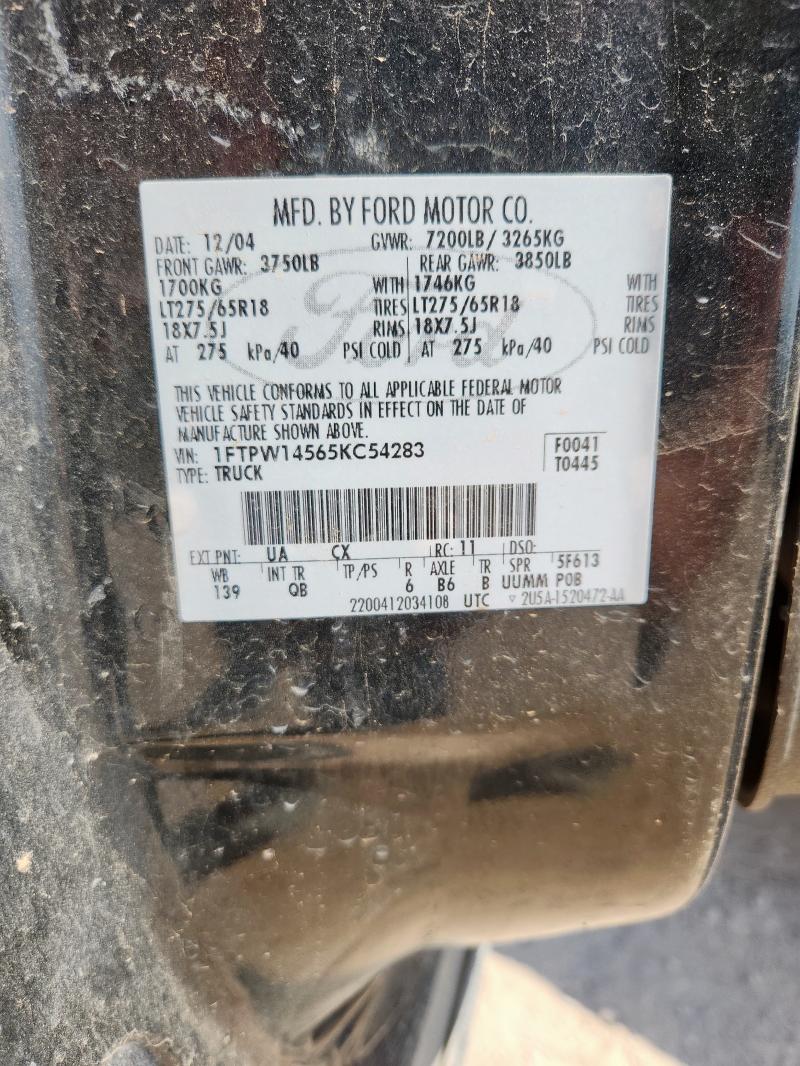 MFD. BY FORD MOTOR CO.
DATE: 12/04 GVWR: 7200LB/ 3265KG
FRONT GAWR: 3750LB REAR GAWR: 3850LB
1700KG WITH 1746KG WITH
LT275/65R18 TIRES LT275/65R18 TIRES
18X7.5J RIMS 18X7.5J RIMS
AT 275 kPa/40 PSI COLD AT 275 kPa/40 PSI COLD
Ford
THIS VEHICLE CONFORMS TO ALL APPLICABLE FEDERAL MOTOR
VEHICLE SAFETY STANDARDS IN EFFECT ON THE DATE OF
MANUFACTURE SHOWN ABOVE.
VIN: 1FTPW14565KC54283 F0041
TYPE: TRUCK T0445
EXT PNT: UA CX RC: 11 DSO:
WB INT TR TP/PS R AXLE TR SPR 5F613
139 QB 6 B6 B UUMM POB
2200412034108 UTC ▽ 2U5A-1520472-AA